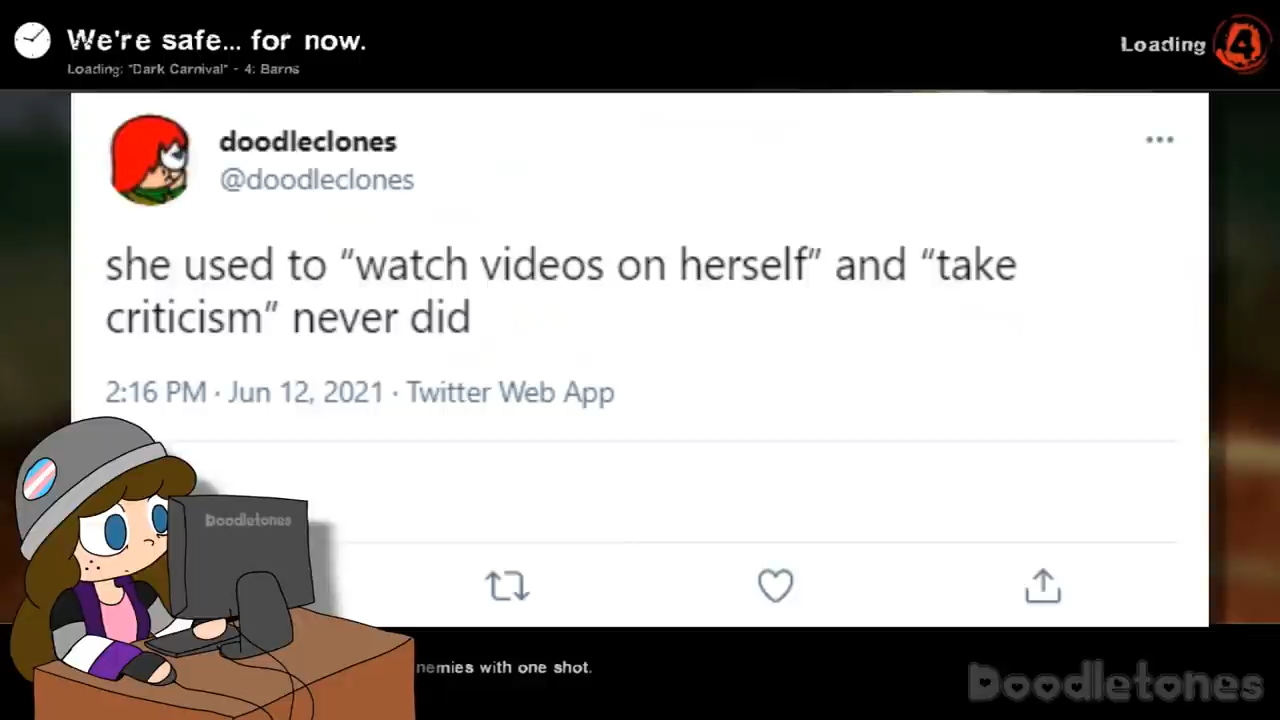 We're safe... for now.
Loading: "Dark Carnival" - 4: Barns
Loading
4
doodleclones
@doodleclones
she used to “watch videos on herself” and “take
criticism” never did
2:16 PM · Jun 12, 2021 · Twitter Web App
Doodletones
nemies with one shot.
Doodletones